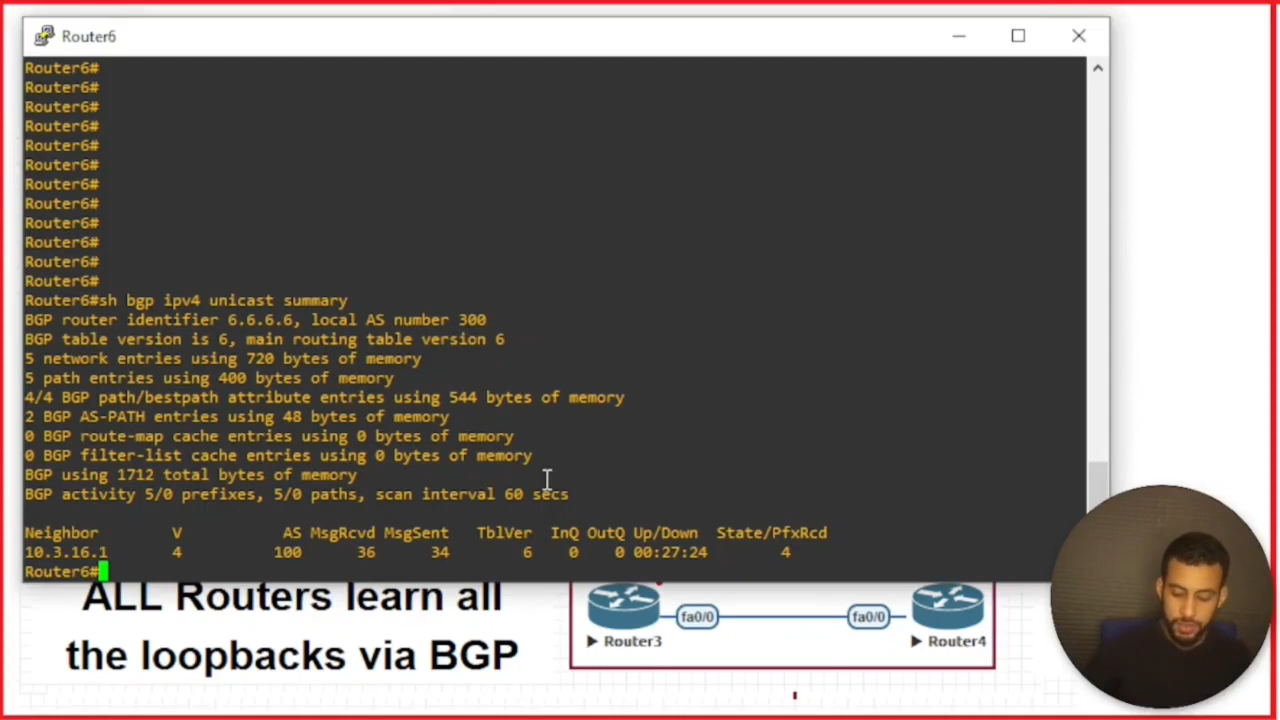 Router6
Router6#
Router6#
Router6#
Router6#
Router6#
Router6#
Router6#
Router6#
Router6#
Router6#
Router6#
Router6#
Router6#sh bgp ipv4 unicast summary
BGP router identifier 6.6.6.6, local AS number 300
BGP table version is 6, main routing table version 6
5 network entries using 720 bytes of memory
5 path entries using 400 bytes of memory
4/4 BGP path/bestpath attribute entries using 544 bytes of memory
2 BGP AS-PATH entries using 48 bytes of memory
0 BGP route-map cache entries using 0 bytes of memory
0 BGP filter-list cache entries using 0 bytes of memory
BGP using 1712 total bytes of memory
BGP activity 5/0 prefixes, 5/0 paths, scan interval 60 secs
Neighbor V AS MsgRcvd MsgSent TblVer InQ OutQ Up/Down State/PfxRcd
10.3.16.1 4 100 36 34 6 0 0 00:27:24 4
Router6#
ALL Routers learn all
the loopbacks via BGP
fa0/0 fa0/0
Router3 Router4